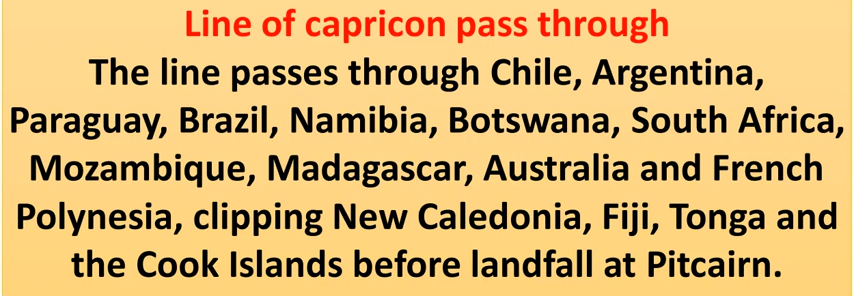 Line of capricon pass through
The line passes through Chile, Argentina,
Paraguay, Brazil, Namibia, Botswana, South Africa,
Mozambique, Madagascar, Australia and French
Polynesia, clipping New Caledonia, Fiji, Tonga and
the Cook Islands before landfall at Pitcairn.